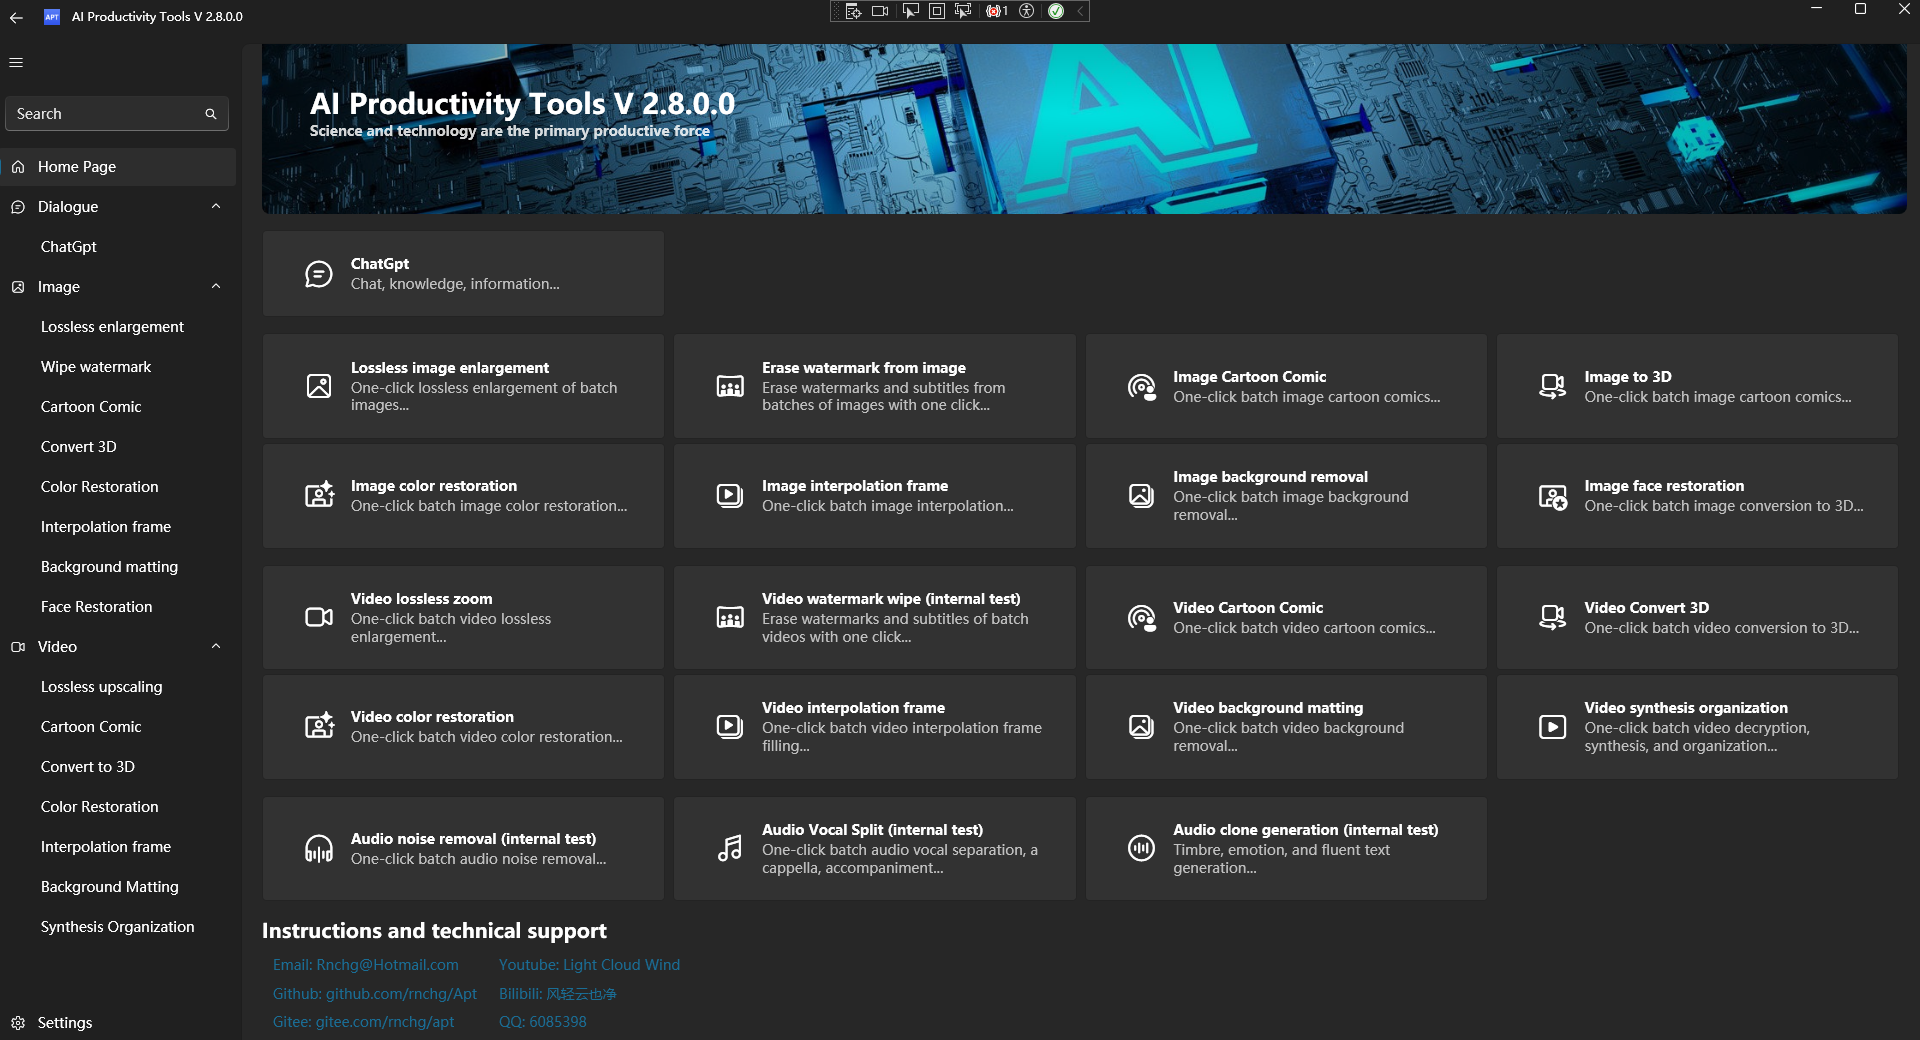 AI Productivity Tools V 2.8.0.0
1
Search
Home Page
Dialogue
ChatGpt
Image
Lossless enlargement
Wipe watermark
Cartoon Comic
Convert 3D
Color Restoration
Interpolation frame
Background matting
Face Restoration
Video
Lossless upscaling
Cartoon Comic
Convert to 3D
Color Restoration
Interpolation frame
Background Matting
Synthesis Organization
Settings
AI Productivity Tools V 2.8.0.0
Science and technology are the primary productive force
AI
ChatGpt
Chat, knowledge, information...
Lossless image enlargement
One-click lossless enlargement of batch
images...
Erase watermark from image
Erase watermarks and subtitles from
batches of images with one click...
Image Cartoon Comic
One-click batch image cartoon comics...
Image to 3D
One-click batch image cartoon comics...
Image color restoration
One-click batch image color restoration...
Image interpolation frame
One-click batch image interpolation...
Image background removal
One-click batch image background
removal...
Image face restoration
One-click batch image conversion to 3D...
Video lossless zoom
One-click batch video lossless
enlargement...
Video watermark wipe (internal test)
Erase watermarks and subtitles of batch
videos with one click...
Video Cartoon Comic
One-click batch video cartoon comics...
Video Convert 3D
One-click batch video conversion to 3D...
Video color restoration
One-click batch video color restoration...
Video interpolation frame
One-click batch video interpolation frame
filling...
Video background matting
One-click batch video background
removal...
Video synthesis organization
One-click batch video decryption,
synthesis, and organization...
Audio noise removal (internal test)
One-click batch audio noise removal...
Audio Vocal Split (internal test)
One-click batch audio vocal separation, a
cappella, accompaniment...
Audio clone generation (internal test)
Timbre, emotion, and fluent text
generation...
Instructions and technical support
Email: Rnchg@Hotmail.com
Youtube: Light Cloud Wind
Github: github.com/rnchg/Apt
Bilibili: 风轻云也净
Gitee: gitee.com/rnchg/apt
QQ: 6085398
APT